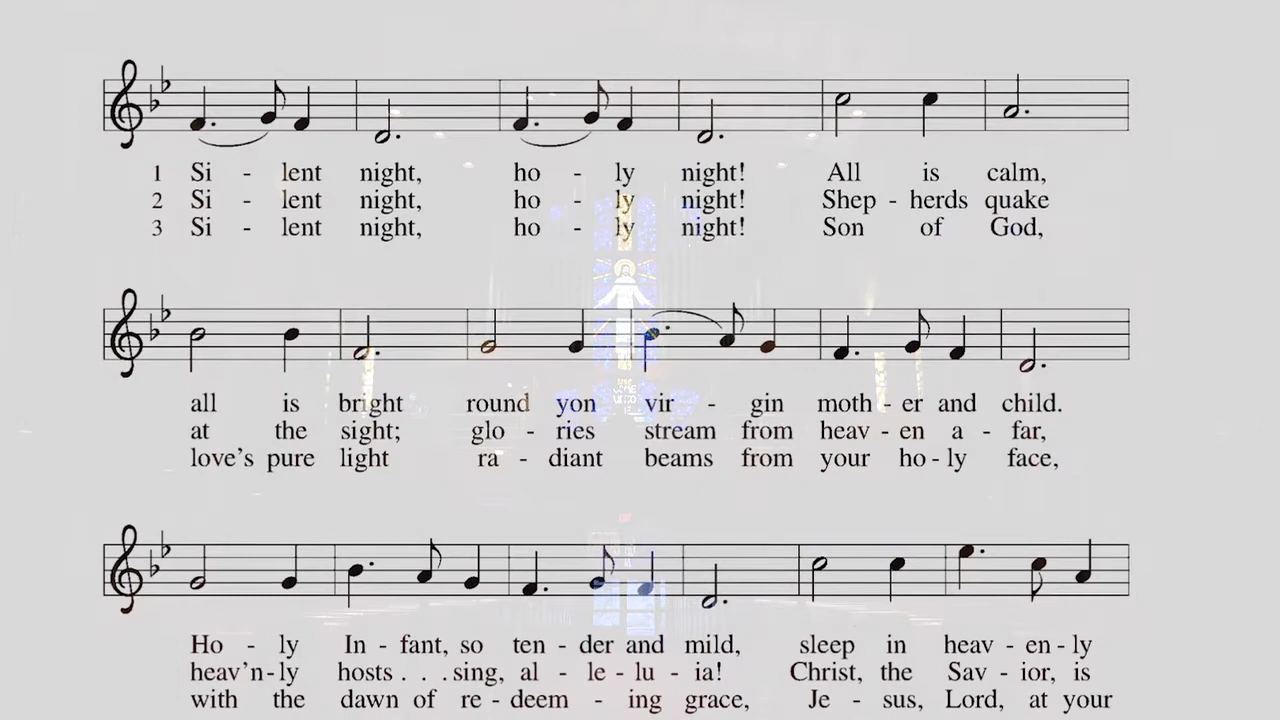 1 Si - lent night, ho - ly night! All is calm,
2 Si - lent night, ho - ly night! Shep - herds quake
3 Si - lent night, ho - ly night! Son of God,
all is bright round yon vir - gin moth - er and child.
at the sight; glo - ries stream from heav - en a - far,
love's pure light ra - diant beams from your ho - ly face,
Ho - ly In - fant, so ten - der and mild, sleep in heav - en - ly
heav'n - ly hosts . . . sing, al - le - lu - ia! Christ, the Sav - ior, is
with the dawn of re - deem - ing grace, Je - sus, Lord, at your